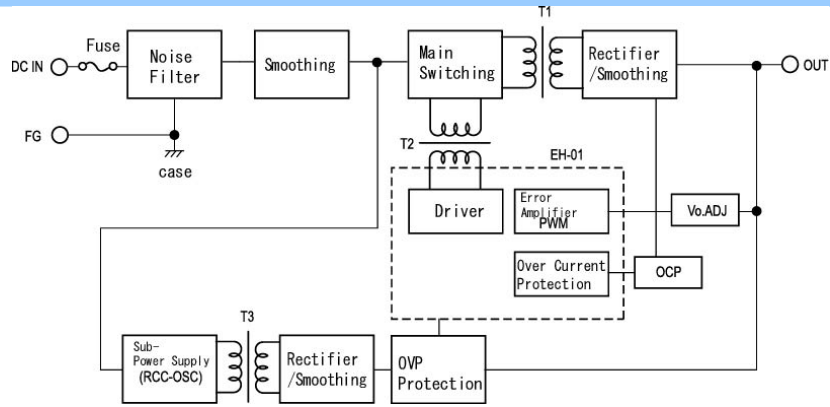 T1
Fuse
DC IN
Noise
Filter
Smoothing
Main
Switching
Rectifier
/Smoothing
OUT
FG
case
T2
EH-01
Driver
Error
Amplifier
PWM
Vo.ADJ
Over Current
Protection
OCP
T3
Sub-
Power Supply
(RCC-OSC)
Rectifier
/Smoothing
OVP
Protection